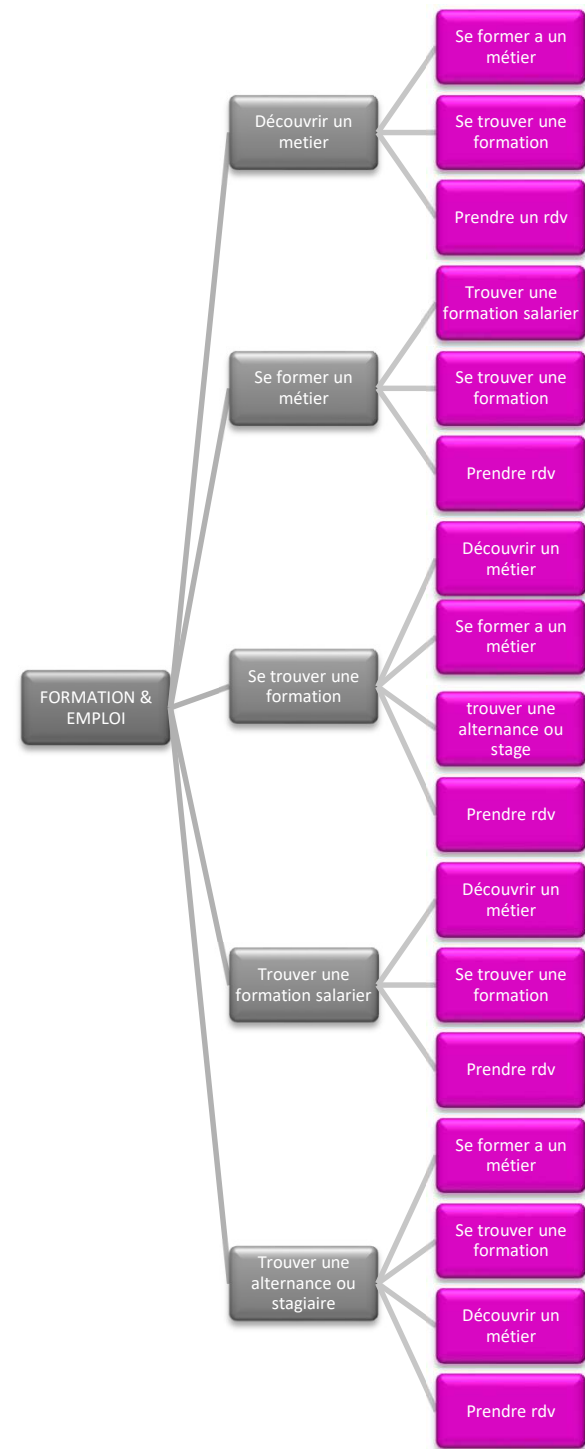 FORMATION &
EMPLOI
Découvrir un
metier
Se former a un
métier
Se trouver une
formation
Prendre un rdv
Se former un
métier
Trouver une
formation salarier
Se trouver une
formation
Prendre rdv
Se trouver une
formation
Découvrir un
métier
Se former a un
métier
trouver une
alternance ou
stage
Prendre rdv
Trouver une
formation salarier
Découvrir un
métier
Se trouver une
formation
Prendre rdv
Trouver une
alternance ou
stagiaire
Se former a un
métier
Se trouver une
formation
Découvrir un
métier
Prendre rdv